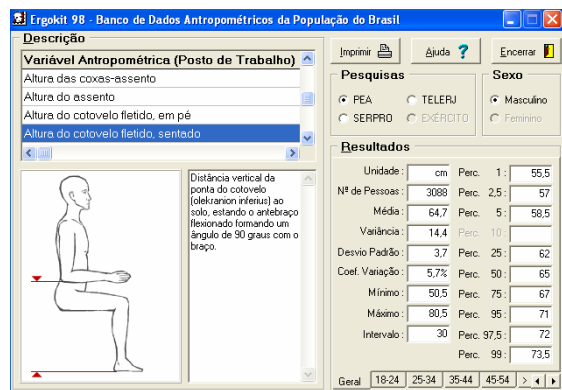 Ergokit 98 - Banco de Dados Antropométricos da População do Brasil
Descrição
Variável Antropométrica (Posto de Trabalho)
Altura das coxas-assento
Altura do assento
Altura do cotovelo fletido, em pé
Altura do cotovelo fletido, sentado
Distância vertical da
ponta do cotovelo
(olekranion inferius) ao
solo, estando o antebraço
flexionado formando um
ângulo de 90 graus com o
braço.
Imprimir Ajuda ? Encerrar
Pesquisas
PEA TELERJ
SERPRO EXÉRCITO
Sexo
Masculino
Feminino
Resultados
Unidade : cm Perc. 1 : 55,5
Nº de Pessoas : 3088 Perc. 2,5 : 57
Média : 64,7 Perc. 5 : 58,5
Variância : 14,4 Perc. 10 :
Desvio Padrão : 3,7 Perc. 25 : 62
Coef. Variação : 5,7% Perc. 50 : 65
Mínimo : 50,5 Perc. 75 : 67
Máximo : 80,5 Perc. 95 : 71
Intervalo : 30 Perc. 97,5 : 72
Perc. 99 : 73,5
Geral 18-24 25-34 35-44 45-54 >